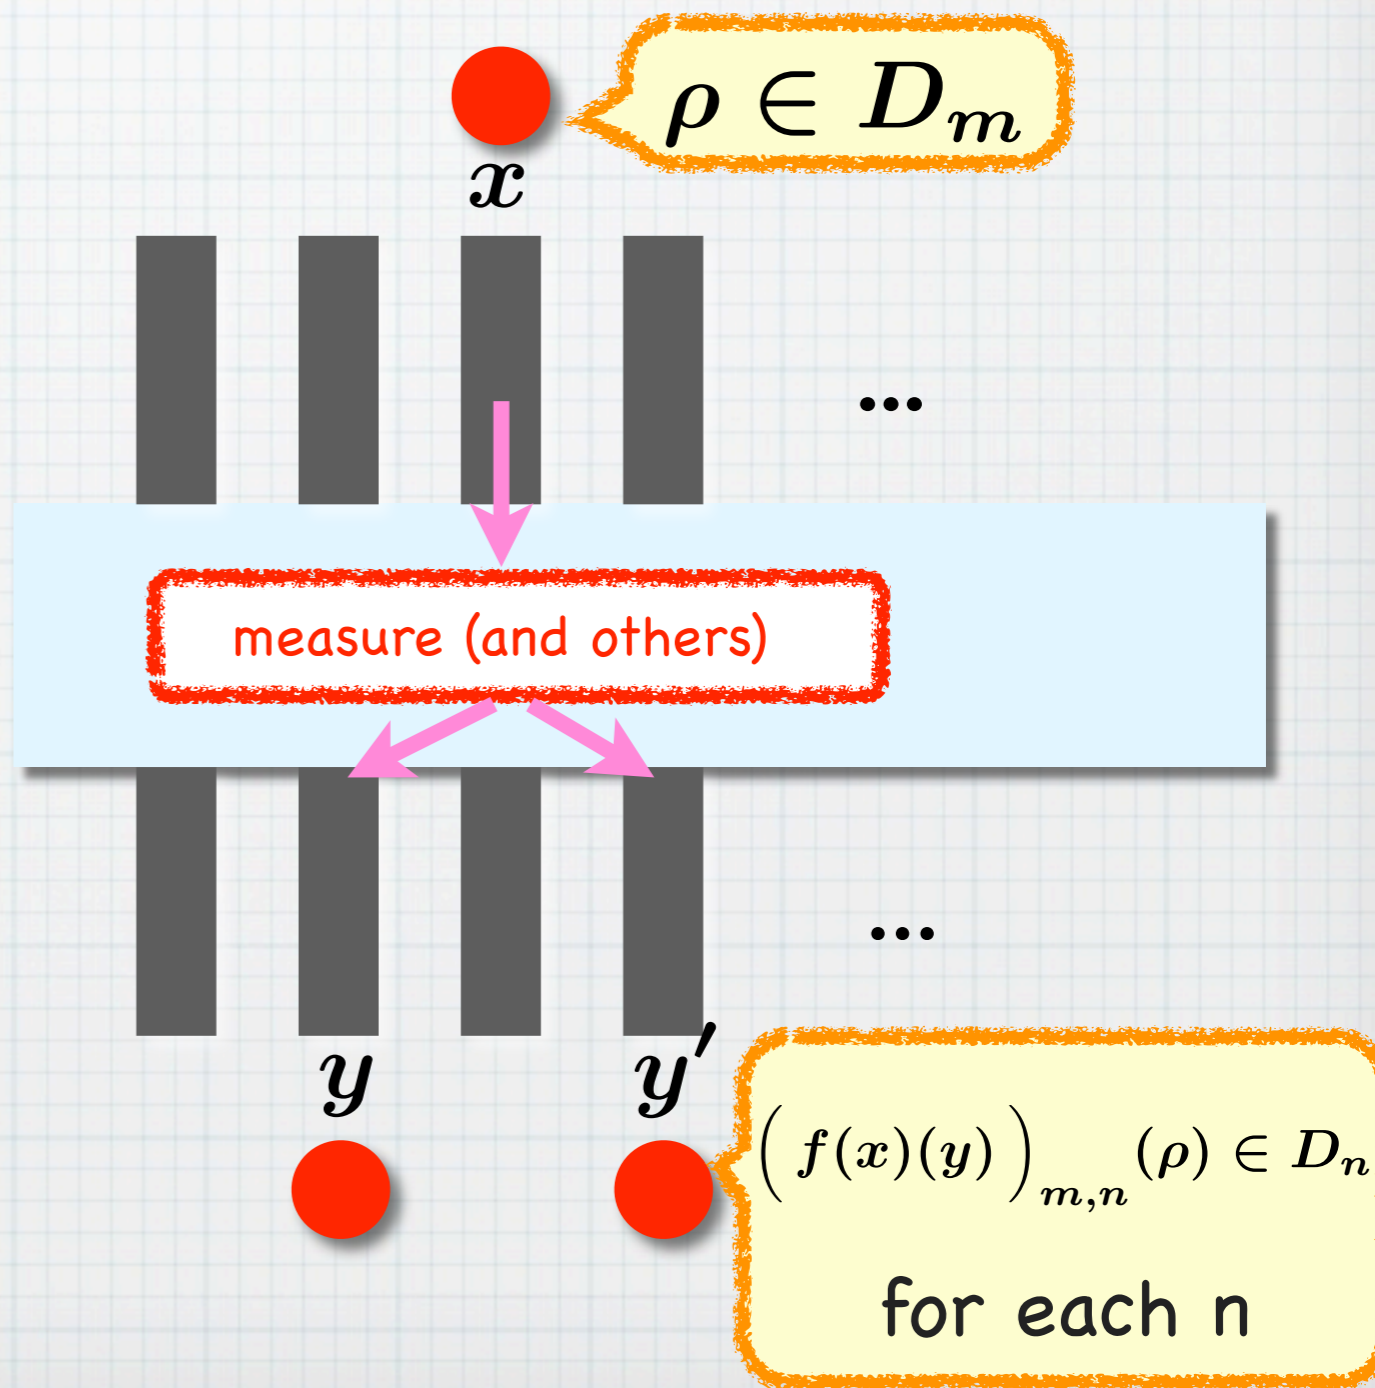 ρ ∈ D_m
x
...
measure (and others)
...
y y′
( f(x)(y) )_{m,n} (ρ) ∈ D_n
for each n